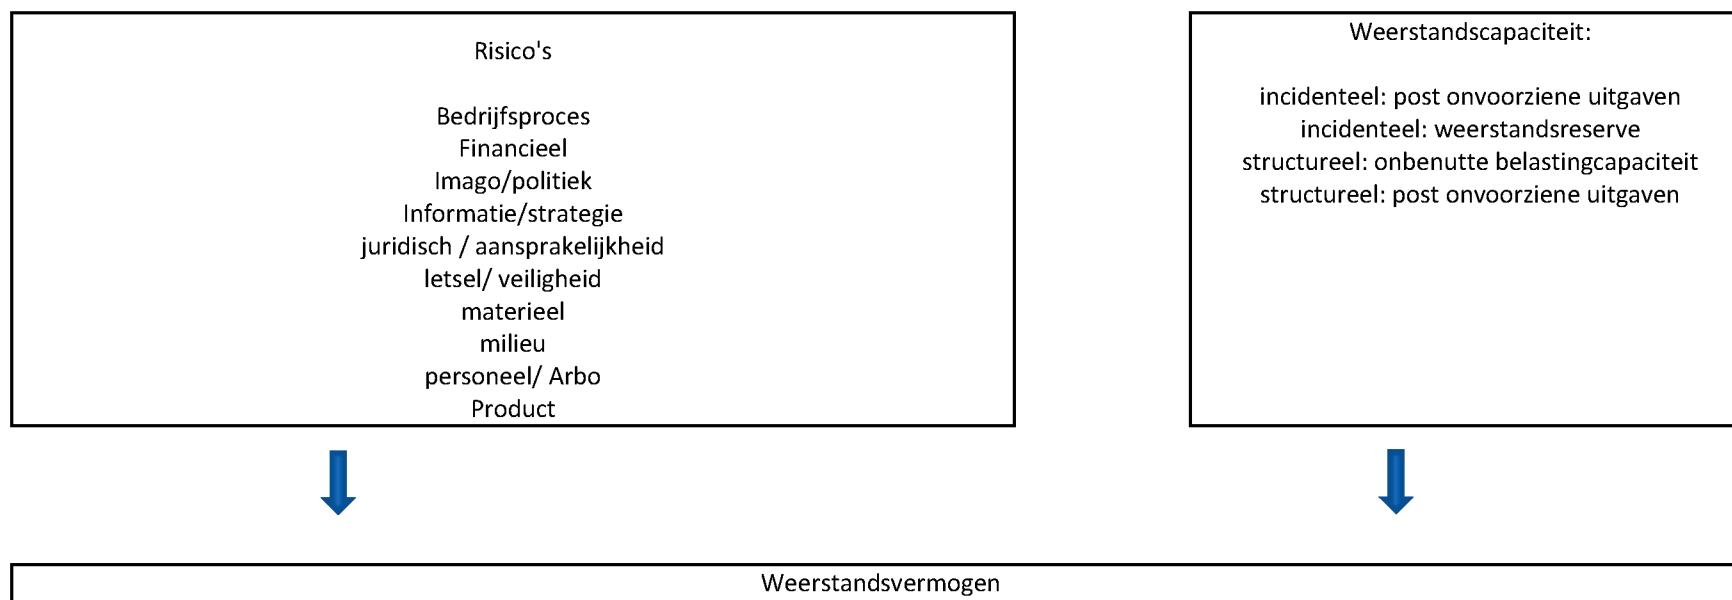 Risico's
Bedrijfsproces
Financieel
Imago/politiek
Informatie/strategie
juridisch / aansprakelijkheid
letsel/ veiligheid
materieel
milieu
personeel/ Arbo
Product
Weerstandscapaciteit:
incidenteel: post onvoorziene uitgaven
incidenteel: weerstandsreserve
structureel: onbenutte belastingcapaciteit
structureel: post onvoorziene uitgaven
Weerstandsvermogen